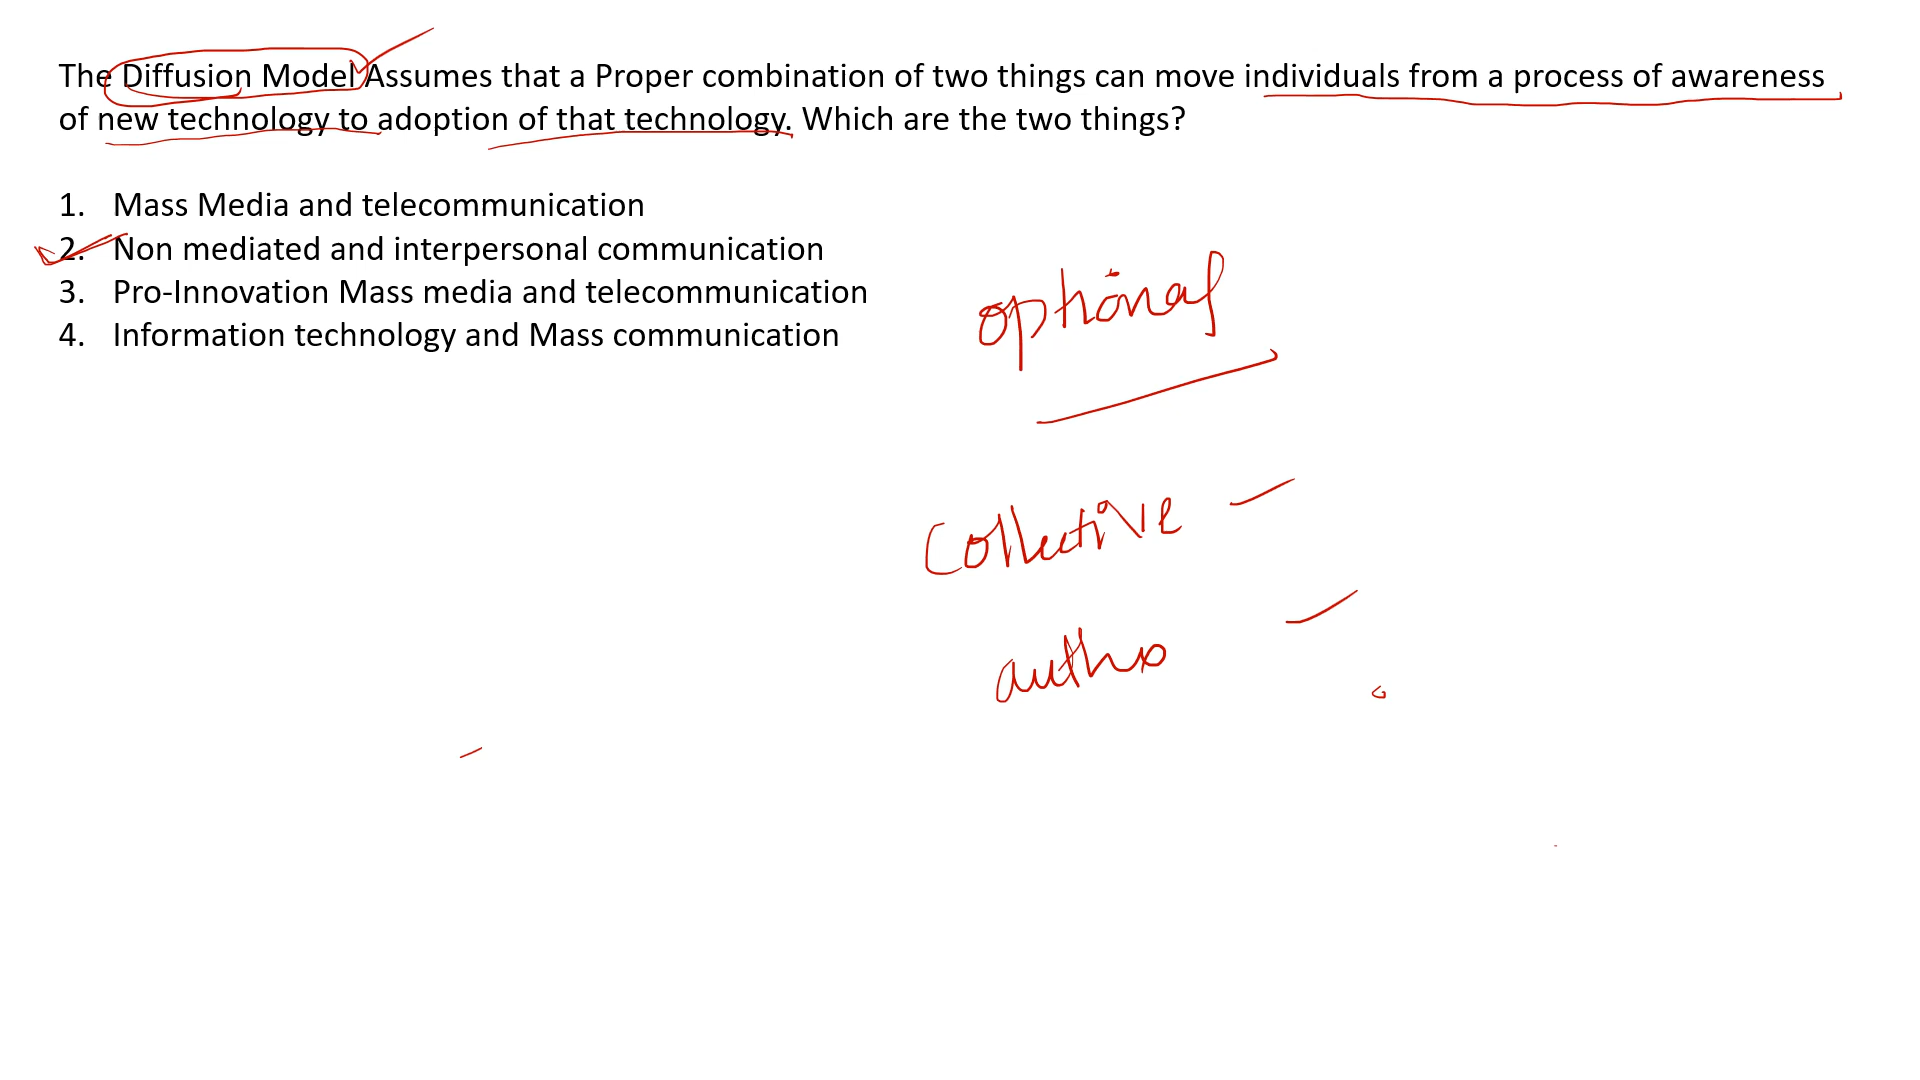 The Diffusion Model Assumes that a Proper combination of two things can move individuals from a process of awareness
of new technology to adoption of that technology. Which are the two things?
1. Mass Media and telecommunication
2. Non mediated and interpersonal communication
3. Pro-Innovation Mass media and telecommunication
4. Information technology and Mass communication
optional
Collective
autho